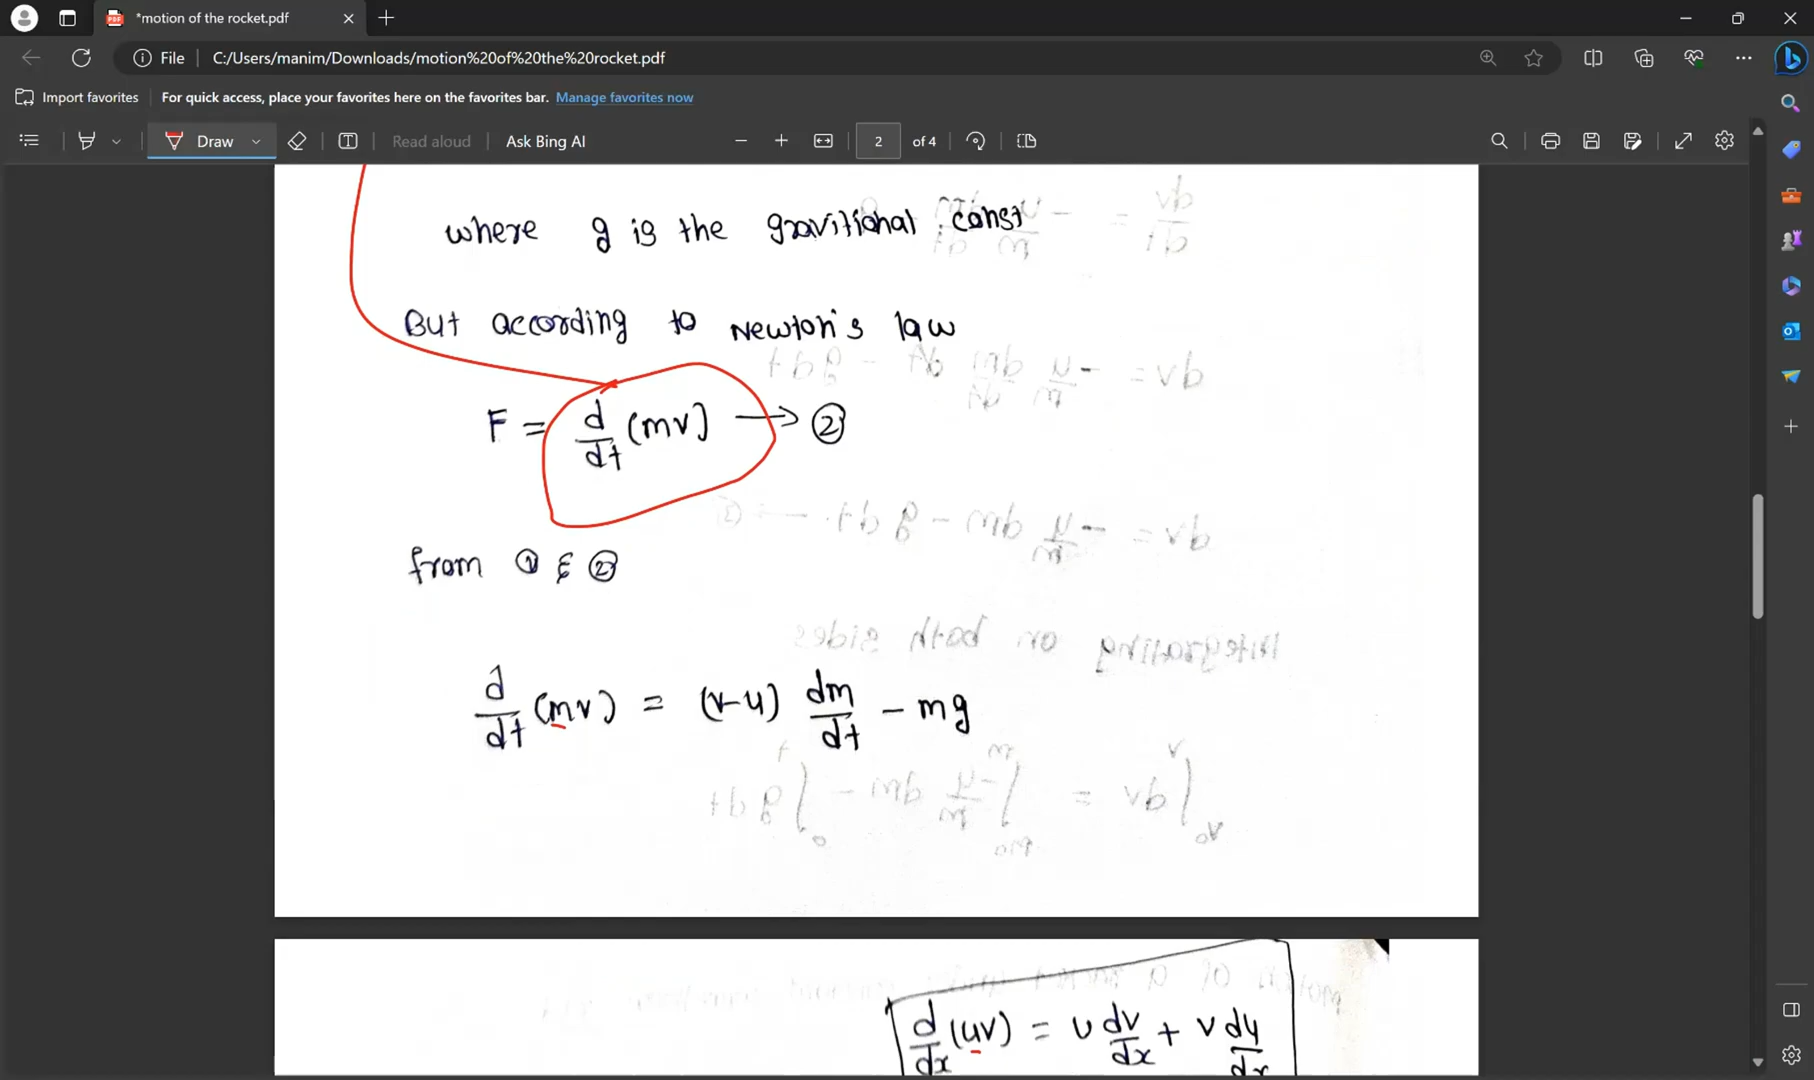 *motion of the rocket.pdf
File C:/Users/manim/Downloads/motion%20of%20the%20rocket.pdf
Import favorites For quick access, place your favorites here on the favorites bar. Manage favorites now
Draw Read aloud Ask Bing AI 2 of 4
where g is the gravitional const
But according to Newton's law
F = d/dt (mv) → ②
from ① & ②
d/dt (mv) = (v-u) dm/dt - mg
d/dx (uv) = u dv/dx + v du/dx